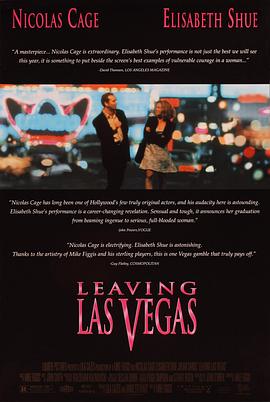 NICOLAS CAGE ELISABETH SHUE
"A masterpiece... Nicolas Cage is extraordinary. Elisabeth Shue's performance is not just the best we will see
this year, it is something to put beside the screen's best examples of vulnerable courage in a woman..."
-David Thomson, LOS ANGELES MAGAZINE
"Nicolas Cage has long been one of Hollywood's few truly original actors, and his audacity here is astonishing.
Elisabeth Shue's performance is a career-changing revelation. Sensual and tough, it announces her graduation
from beaming ingenue to serious, full-blooded woman."
-John Powers, VOGUE
"Nicolas Cage is electrifying. Elisabeth Shue is astonishing.
Thanks to the artistry of Mike Figgis and his sterling players, this is one Vegas gamble that truly pays off."
-Guy Flatley, COSMOPOLITAN
LEAVING
LAS VEGAS